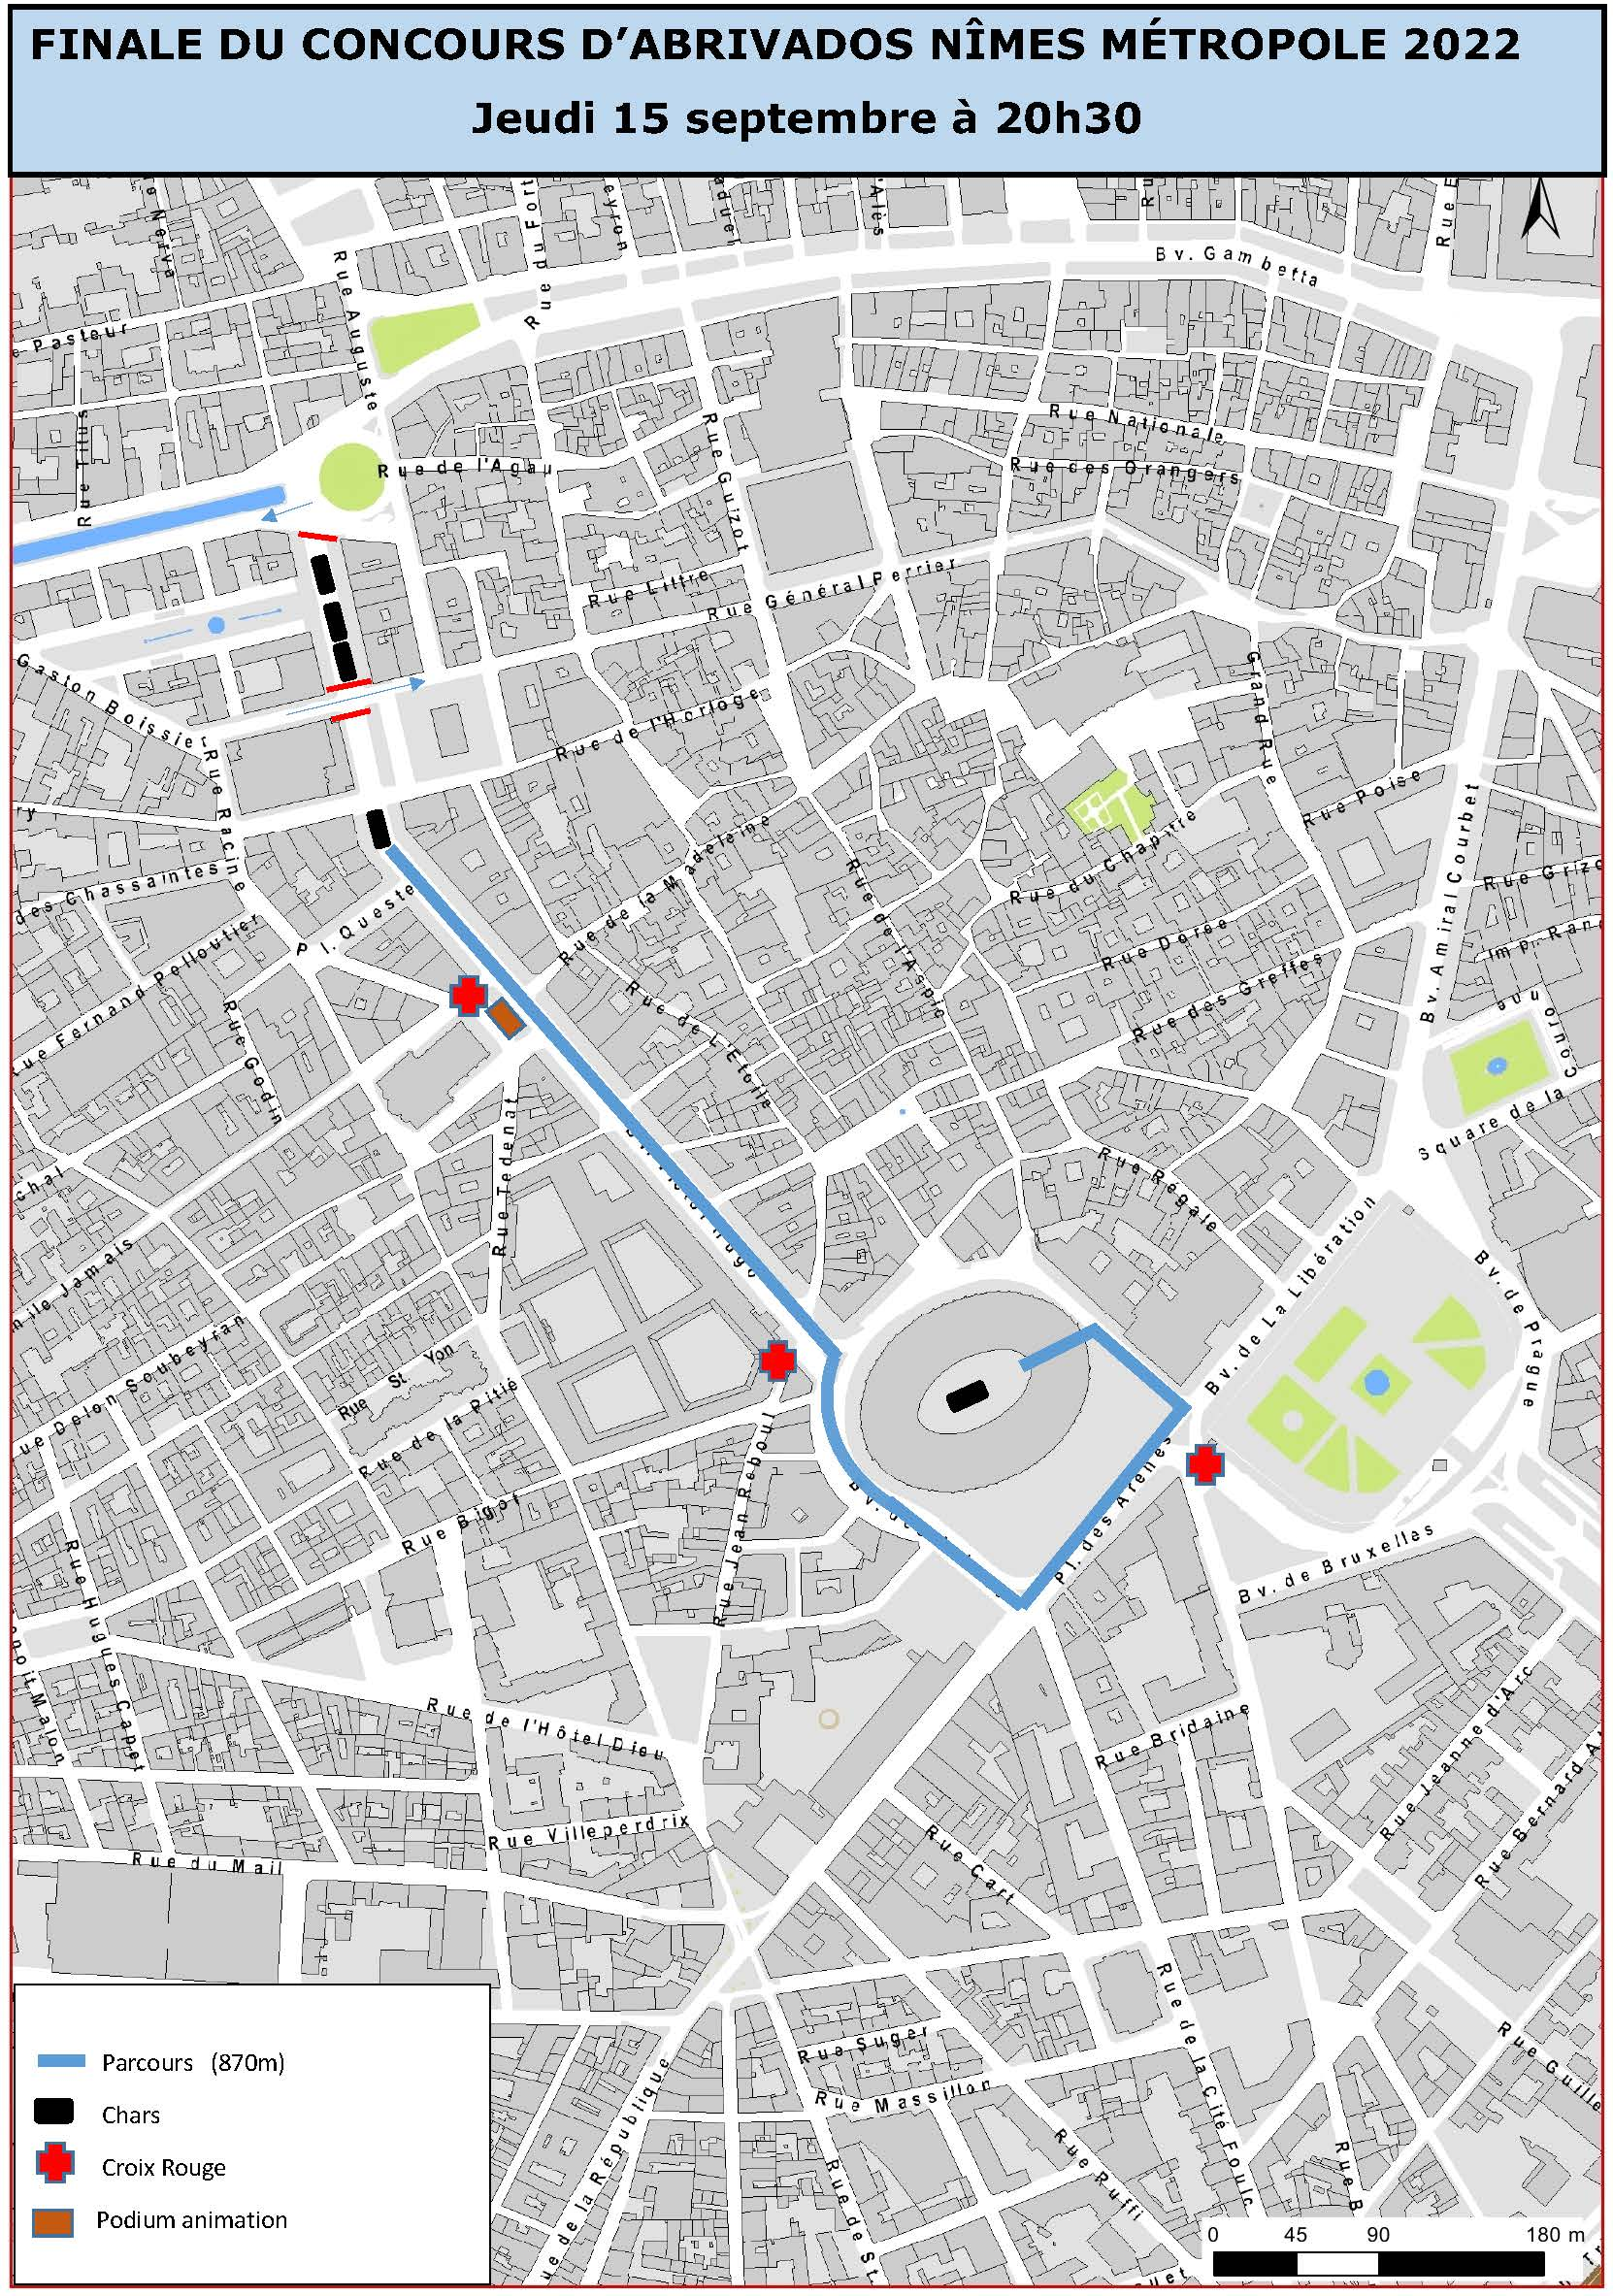 FINALE DU CONCOURS D’ABRIVADOS NÎMES MÉTROPOLE 2022
Jeudi 15 septembre à 20h30
Bv. Gambetta
Rue Auguste
Rue du Fort
Pasteur
Rue Titus
Rue de l'Agau
Rue Guizot
Rue Nationale
Rue des Orangers
Rue Littre
Rue Général Perrier
Gaston Boissier
Rue Racine
Rue de l'Horloge
Grand Rue
Rue Poise
Bv. Amiral Courbet
des Chassaintes
Pl. Queste
Rue de la Madeleine
Rue du Chapitre
Rue de l'Aspic
Rue Dorée
Rue des Greffes
Rue Fernand Pelloutier
Rue Godin
Rue de L'Etoile
Rue Tedenat
Rue Régale
Square de la
Bv. de La Libération
Bv. de Prague
Rue St Yon
Rue de la Pitié
Rue Bigot
Rue Jean Reboul
Pl. des Arènes
Bv. de Bruxelles
Rue Hugues Capet
Rue de l'Hôtel Dieu
Rue Bridaine
Rue Jeanne d'Arc
Rue Bernard
Rue Villeperdrix
Rue du Mail
Rue Cart
Rue Suger
Rue Massillon
Rue de la Cité Foulc
Rue Ruffi
Rue de St.
Parcours (870m)
Chars
Croix Rouge
Podium animation
0 45 90 180 m